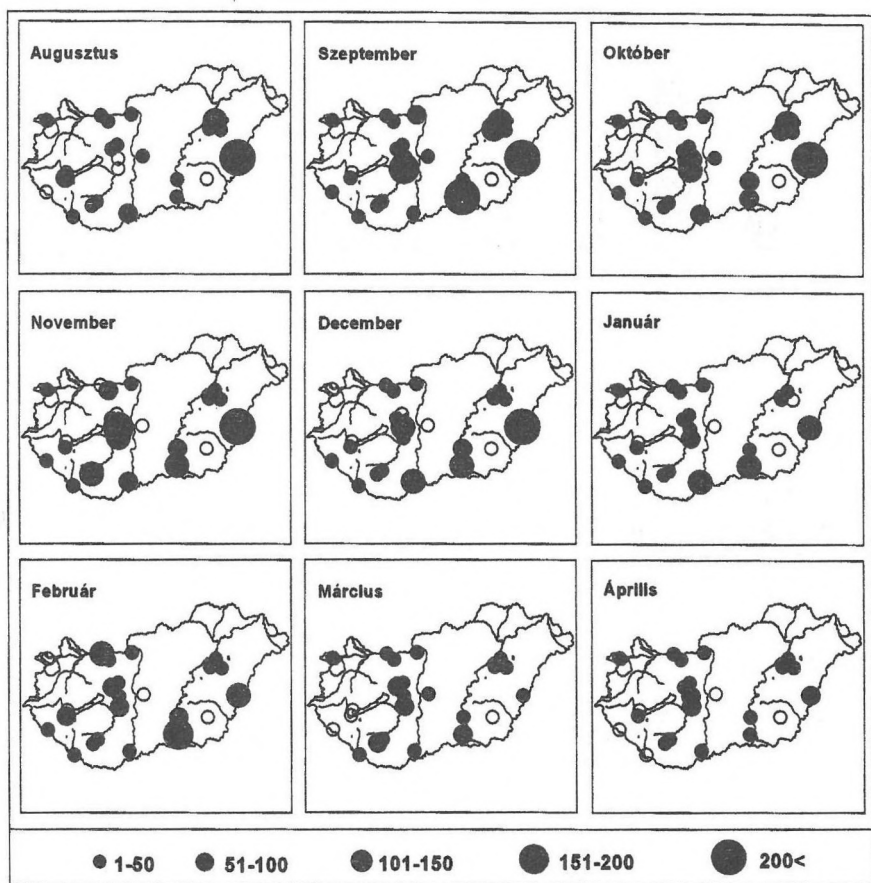 Augusztus
Szeptember
Október
November
December
Január
Február
Március
Április
1-50
51-100
101-150
151-200
200<